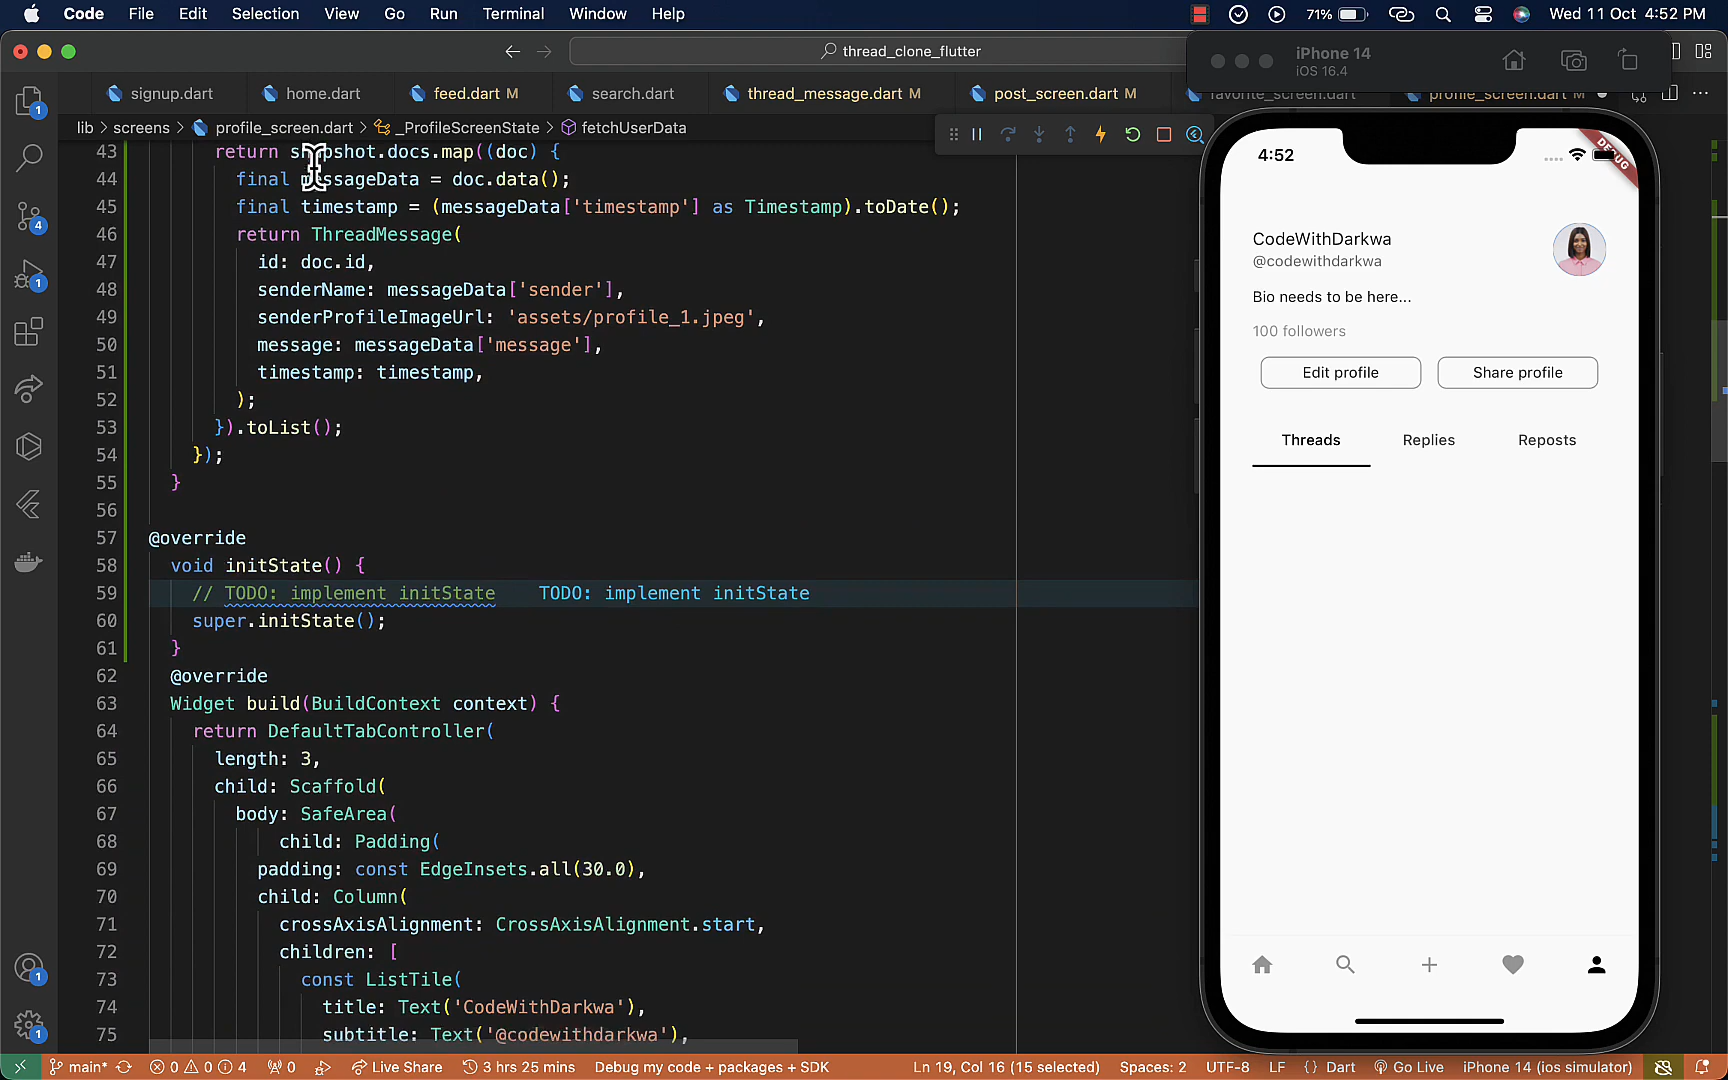 Code File Edit Selection View Go Run Terminal Window Help 71% Wed 11 Oct 4:52 PM
thread_clone_flutter
iPhone 14
iOS 16.4
signup.dart home.dart feed.dart M search.dart thread_message.dart M post_screen.dart M favorite_screen.dart profile_screen.dart M
lib > screens > profile_screen.dart > _ProfileScreenState > fetchUserData
43 return snapshot.docs.map((doc) {
44 final messageData = doc.data();
45 final timestamp = (messageData['timestamp'] as Timestamp).toDate();
46 return ThreadMessage(
47 id: doc.id,
48 senderName: messageData['sender'],
49 senderProfileImageUrl: 'assets/profile_1.jpeg',
50 message: messageData['message'],
51 timestamp: timestamp,
52 );
53 }).toList();
54 });
55 }
56
57 @override
58 void initState() {
59 // TODO: implement initState TODO: implement initState
60 super.initState();
61 }
62 @override
63 Widget build(BuildContext context) {
64 return DefaultTabController(
65 length: 3,
66 child: Scaffold(
67 body: SafeArea(
68 child: Padding(
69 padding: const EdgeInsets.all(30.0),
70 child: Column(
71 crossAxisAlignment: CrossAxisAlignment.start,
72 children: [
73 const ListTile(
74 title: Text('CodeWithDarkwa'),
75 subtitle: Text('@codewithdarkwa'),
4:52
DEBUG
CodeWithDarkwa
@codewithdarkwa
Bio needs to be here...
100 followers
Edit profile Share profile
Threads Replies Reposts
1
4
1
1
1
main* 0 0 4 0 Live Share 3 hrs 25 mins Debug my code + packages + SDK Ln 19, Col 16 (15 selected) Spaces: 2 UTF-8 LF {} Dart Go Live iPhone 14 (ios simulator)